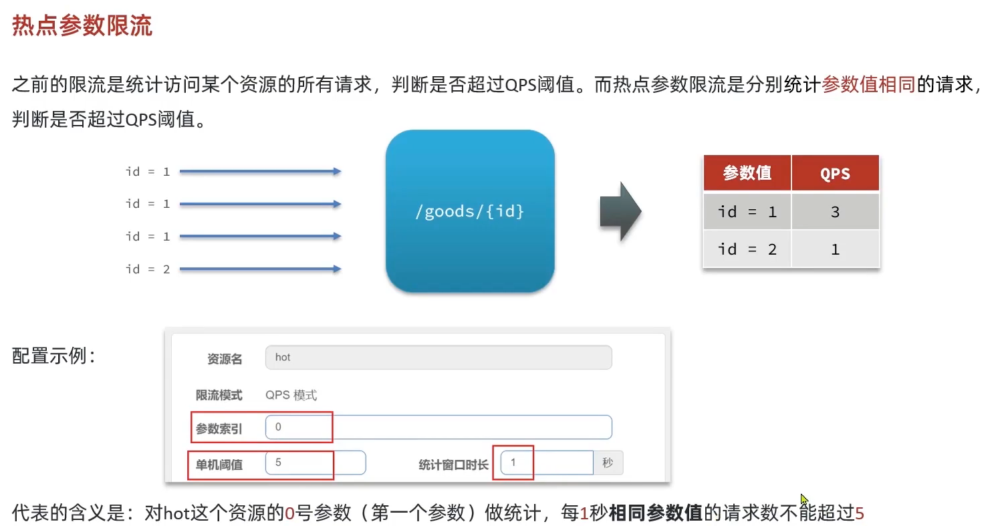 热点参数限流
之前的限流是统计访问某个资源的所有请求，判断是否超过QPS阈值。而热点参数限流是分别统计参数值相同的请求，
判断是否超过QPS阈值。
id = 1
id = 1
id = 1
id = 2
/goods/{id}
参数值 QPS
id = 1 3
id = 2 1
配置示例：
资源名 hot
限流模式 QPS 模式
参数索引 0
单机阈值 5 统计窗口时长 1 秒
代表的含义是：对hot这个资源的0号参数（第一个参数）做统计，每1秒相同参数值的请求数不能超过5